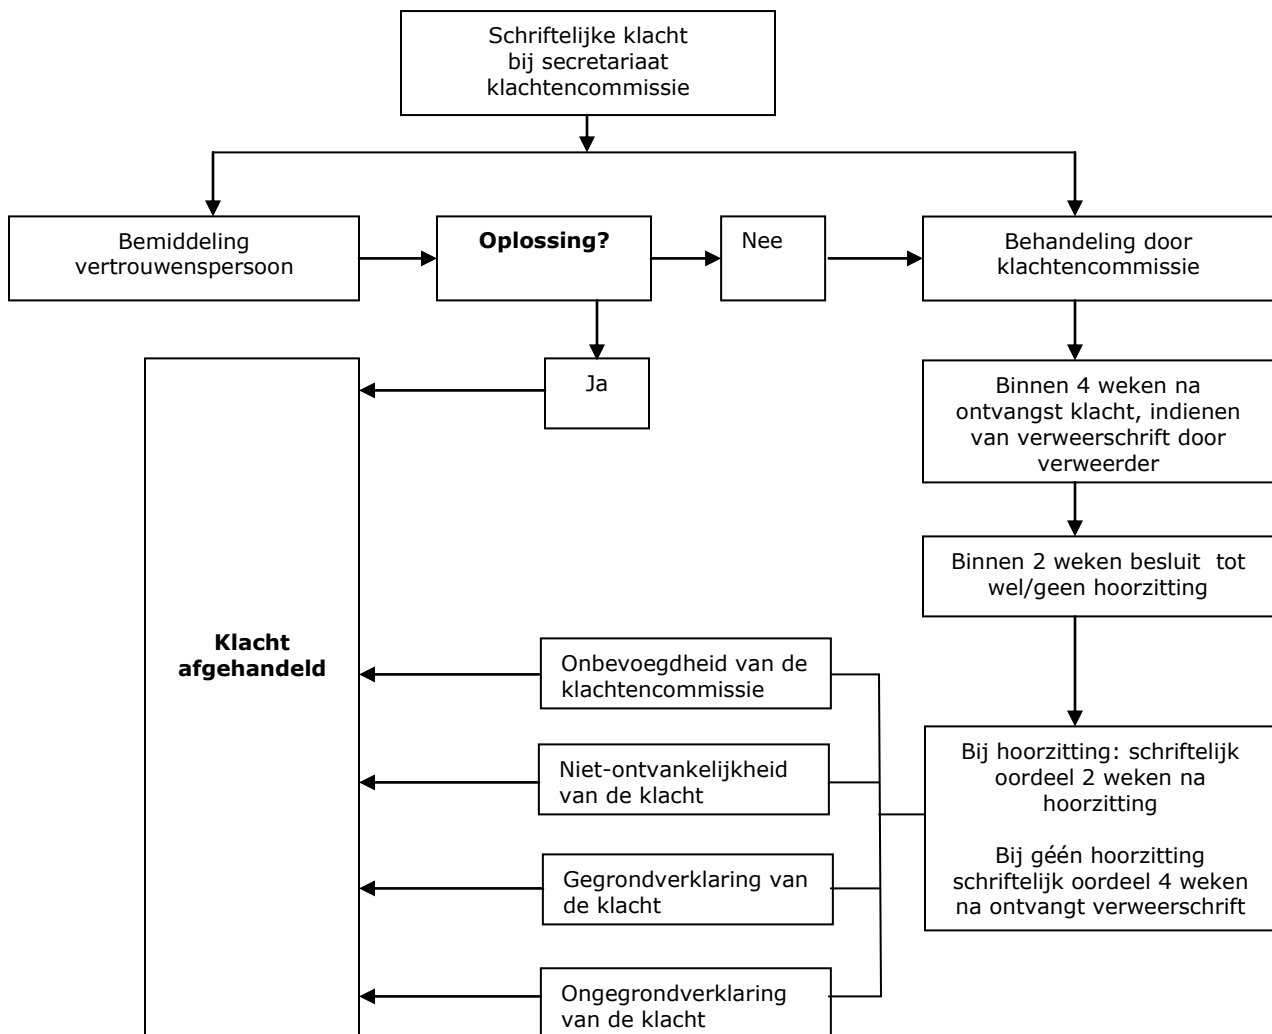 Schriftelijke klacht
bij secretariaat
klachtencommissie
Bemiddeling
vertrouwenspersoon
Oplossing?
Nee
Behandeling door
klachtencommissie
Ja
Binnen 4 weken na
ontvangst klacht, indienen
van verweerschrift door
verweerder
Binnen 2 weken besluit  tot
wel/geen hoorzitting
Klacht
afgehandeld
Onbevoegdheid van de
klachtencommissie
Niet-ontvankelijkheid
van de klacht
Gegrondverklaring van
de klacht
Ongegrondverklaring
van de klacht
Bij hoorzitting: schriftelijk
oordeel 2 weken na
hoorzitting
Bij géén hoorzitting
schriftelijk oordeel 4 weken
na ontvangt verweerschrift